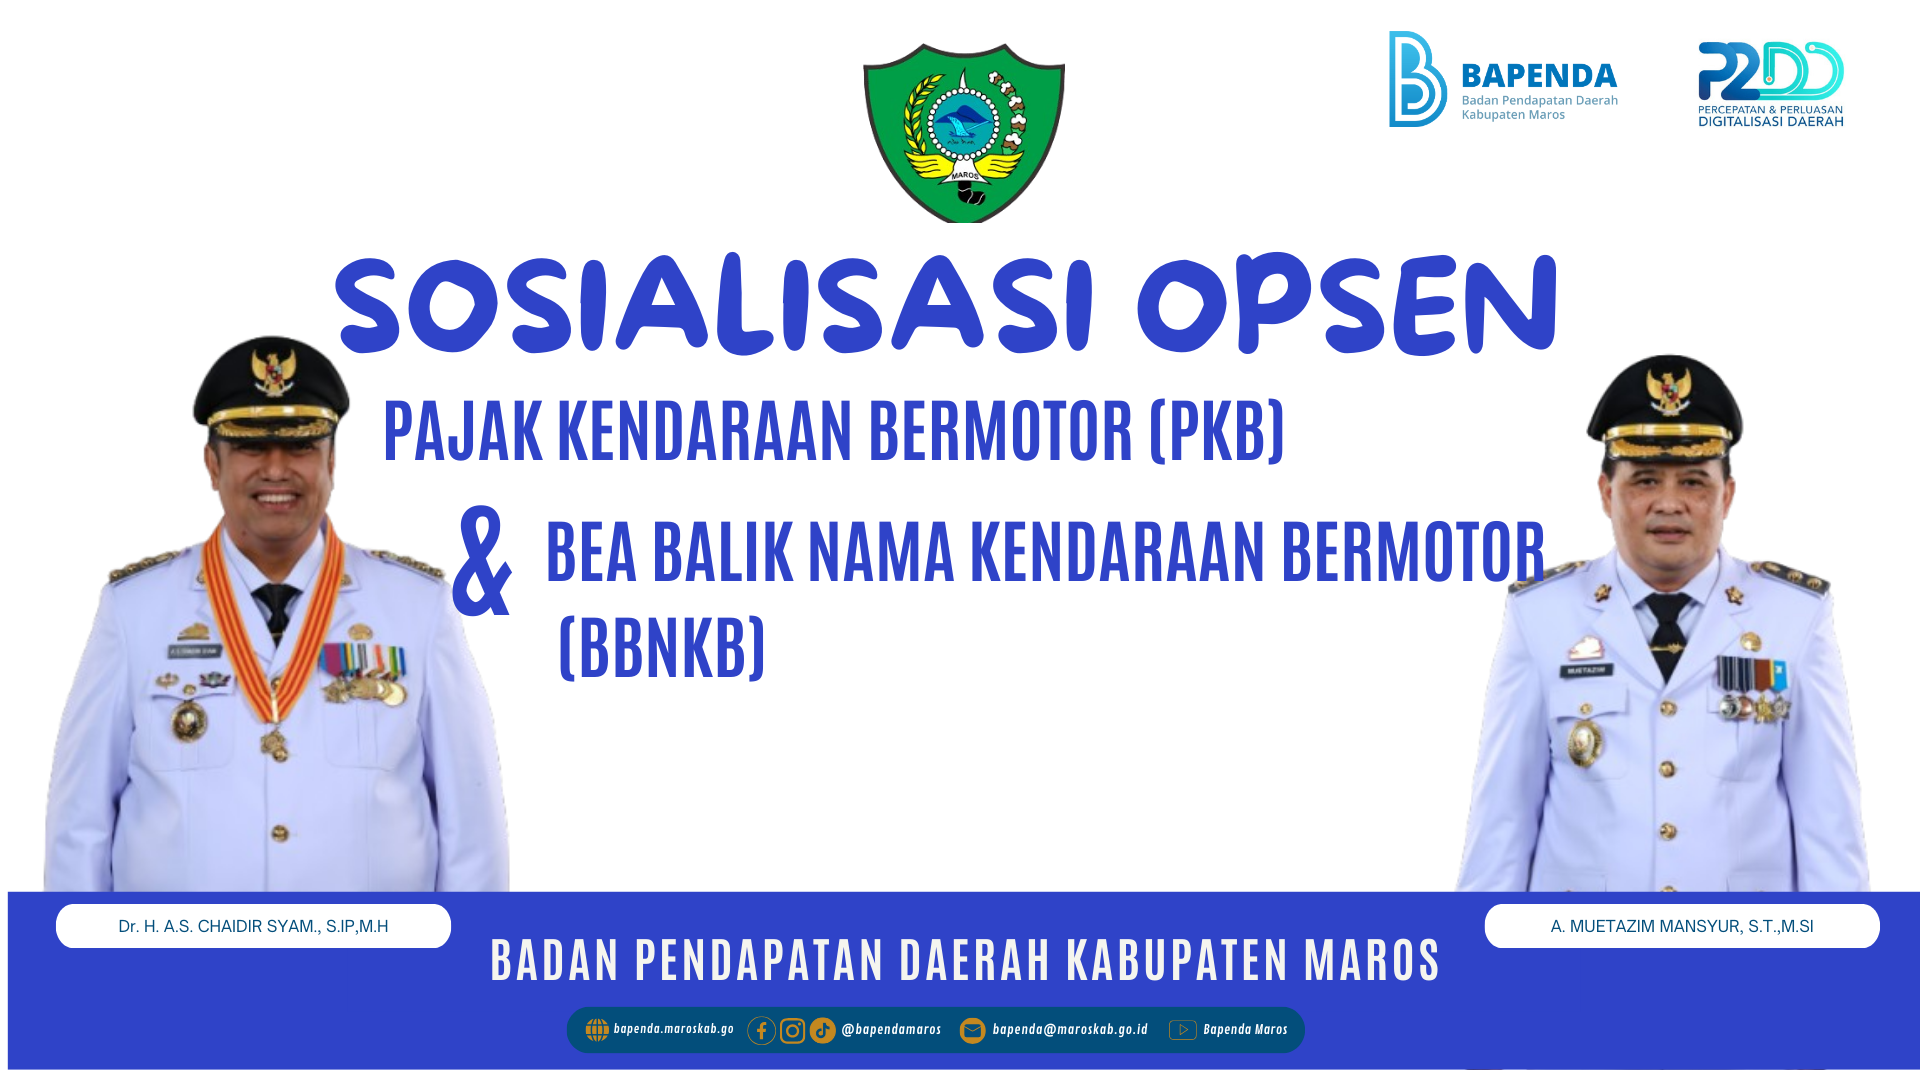 BAPENDA
Badan Pendapatan Daerah
Kabupaten Maros
P2DD
PERCEPATAN & PERLUASAN
DIGITALISASI DAERAH
MAROS
SOSIALISASI OPSEN
PAJAK KENDARAAN BERMOTOR (PKB)
& BEA BALIK NAMA KENDARAAN BERMOTOR
(BBNKB)
MUETAZIM
Dr. H. A.S. CHAIDIR SYAM., S.IP,M.H
A. MUETAZIM MANSYUR, S.T.,M.SI
BADAN PENDAPATAN DAERAH KABUPATEN MAROS
bapenda.maroskab.go @bapendamaros bapenda@maroskab.go.id Bapenda Maros